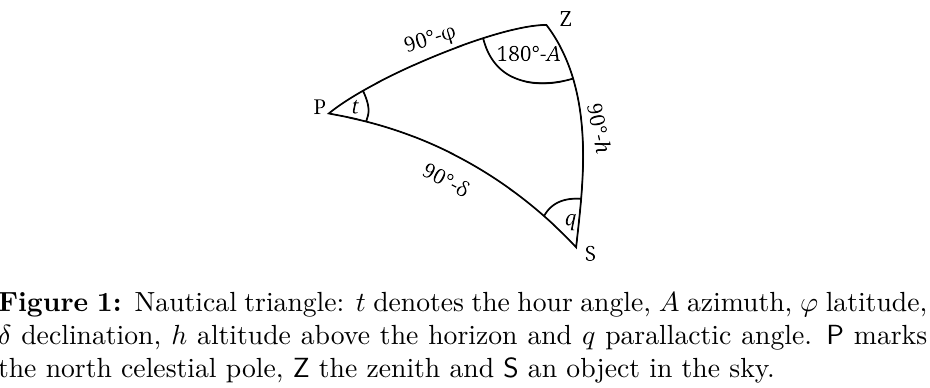 Z
90°-φ
180°-A
P
t
90°-h
90°-δ
q
S
Figure 1: Nautical triangle: t denotes the hour angle, A azimuth, φ latitude,
δ declination, h altitude above the horizon and q parallactic angle. P marks
the north celestial pole, Z the zenith and S an object in the sky.